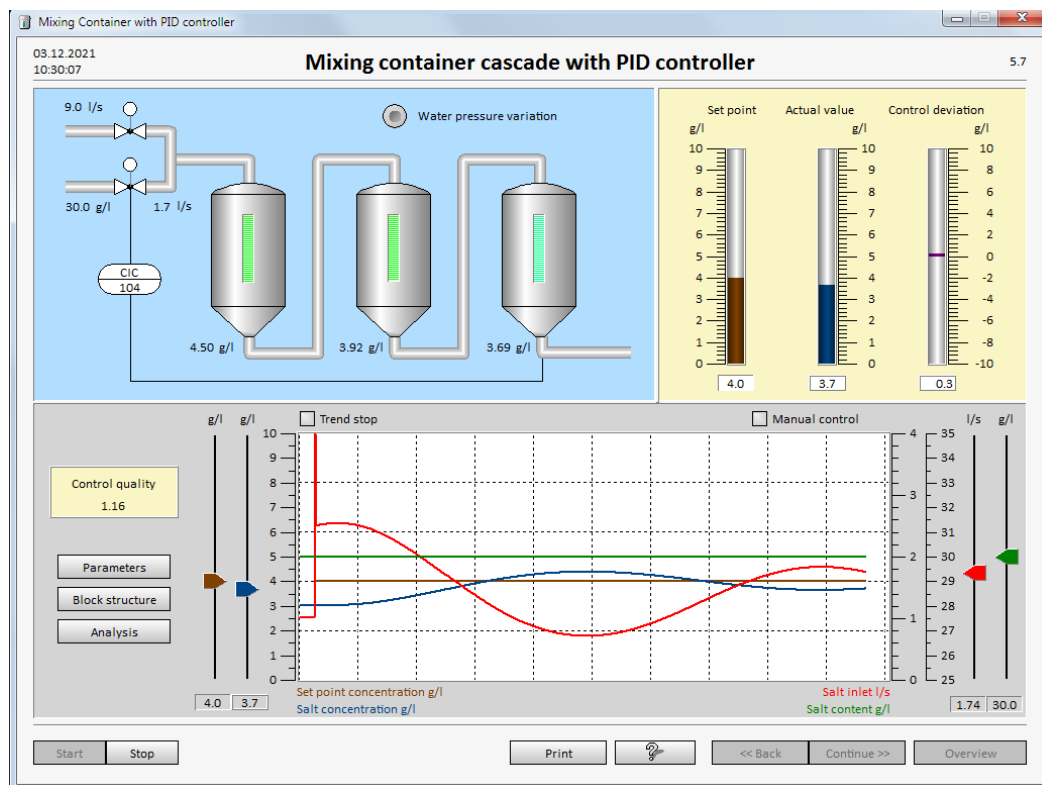 Mixing Container with PID controller
03.12.2021
10:30:07
Mixing container cascade with PID controller
5.7
9.0 l/s
Water pressure variation
30.0 g/l 1.7 l/s
CIC
104
4.50 g/l 3.92 g/l 3.69 g/l
Set point Actual value Control deviation
g/l g/l g/l
10 10 10
9 9 8
8 8 6
7 7 4
6 6 2
5 5 0
4 4 -2
3 3 -4
2 2 -6
1 1 -8
0 0 -10
4.0 3.7 0.3
g/l g/l Trend stop Manual control l/s g/l
10 4 35
9 34
8 33
7 3 32
6 31
5 2 30
4 29
3 28
2 1 27
1 26
0 0 25
Control quality
1.16
Parameters
Block structure
Analysis
4.0 3.7
Set point concentration g/l Salt inlet l/s
Salt concentration g/l Salt content g/l
1.74 30.0
Start Stop Print ? << Back Continue >> Overview